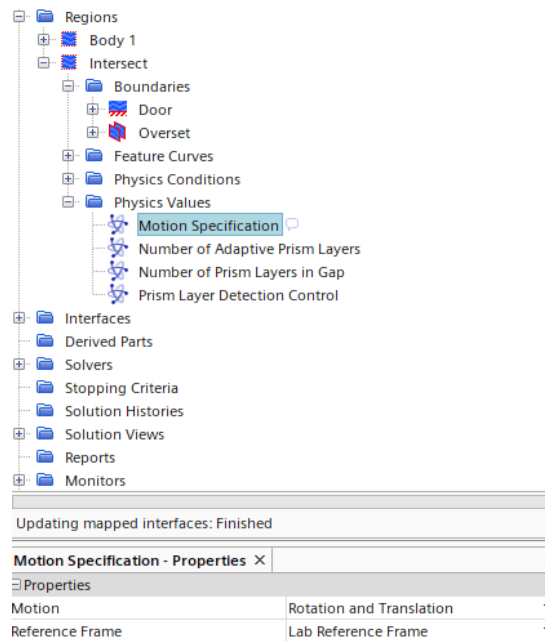 Regions
Body 1
Intersect
Boundaries
Door
Overset
Feature Curves
Physics Conditions
Physics Values
Motion Specification
Number of Adaptive Prism Layers
Number of Prism Layers in Gap
Prism Layer Detection Control
Interfaces
Derived Parts
Solvers
Stopping Criteria
Solution Histories
Solution Views
Reports
Monitors
Updating mapped interfaces: Finished
Motion Specification - Properties ×
Properties
Motion Rotation and Translation
Reference Frame Lab Reference Frame